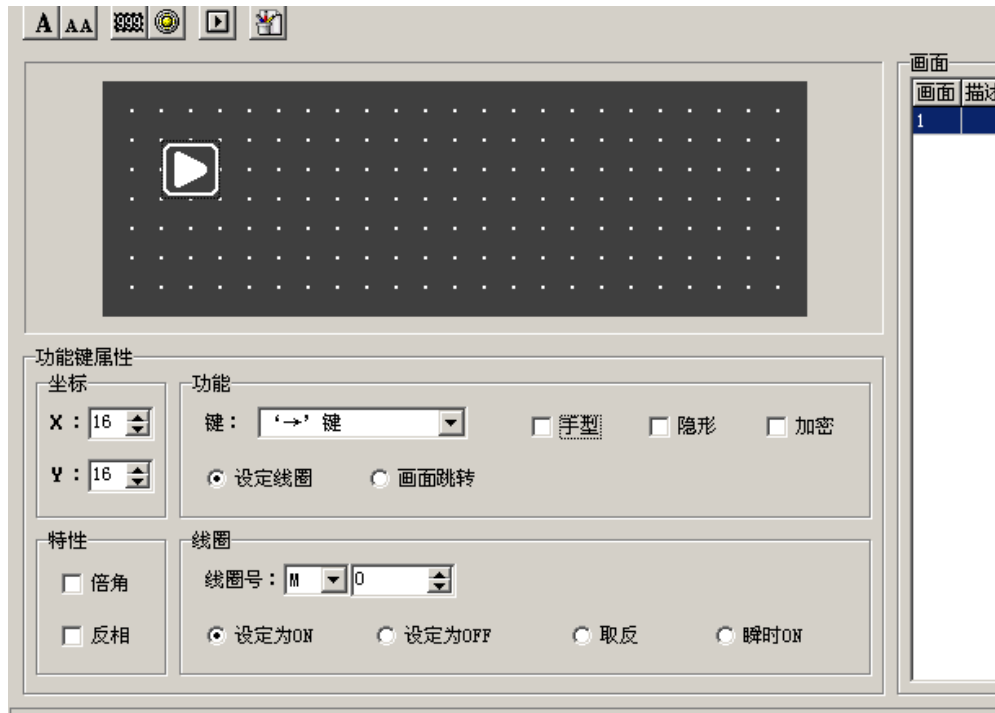 A AA
画面
画面 描述
1
功能键属性
坐标
X：16
Y：16
功能
键： ‘→’ 键
手型 隐形 加密
设定线圈 画面跳转
特性
倍角
反相
线圈
线圈号：M 0
设定为ON 设定为OFF 取反 瞬时ON